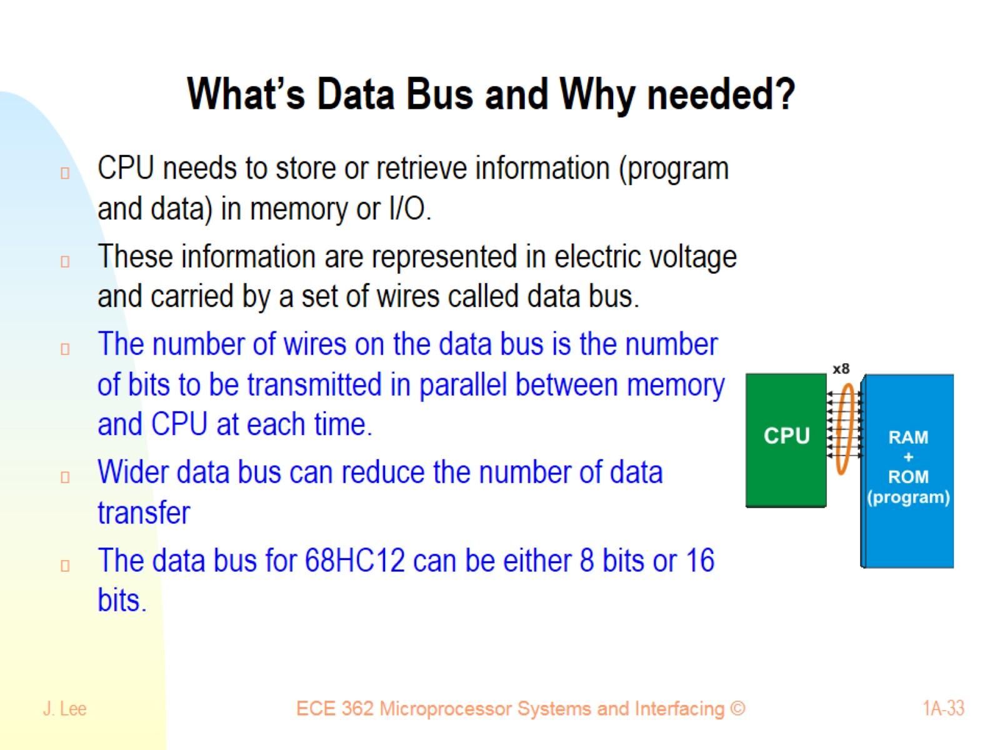 What’s Data Bus and Why needed?
CPU needs to store or retrieve information (program
and data) in memory or I/O.
These information are represented in electric voltage
and carried by a set of wires called data bus.
The number of wires on the data bus is the number
of bits to be transmitted in parallel between memory
and CPU at each time.
Wider data bus can reduce the number of data
transfer
The data bus for 68HC12 can be either 8 bits or 16
bits.
x8
CPU
RAM
+
ROM
(program)
J. Lee
ECE 362 Microprocessor Systems and Interfacing ©
1A-33